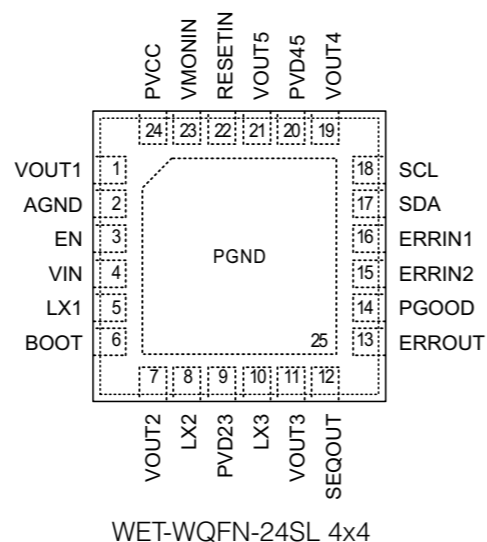 PVCC VMONIN RESETIN VOUT5 PVD45 VOUT4
24 23 22 21 20 19
VOUT1 1 18 SCL
AGND 2 17 SDA
EN 3 16 ERRIN1
VIN 4 PGND 15 ERRIN2
LX1 5 14 PGOOD
BOOT 6 25 13 ERROUT
7 8 9 10 11 12
VOUT2 LX2 PVD23 LX3 VOUT3 SEQOUT
WET-WQFN-24SL 4x4